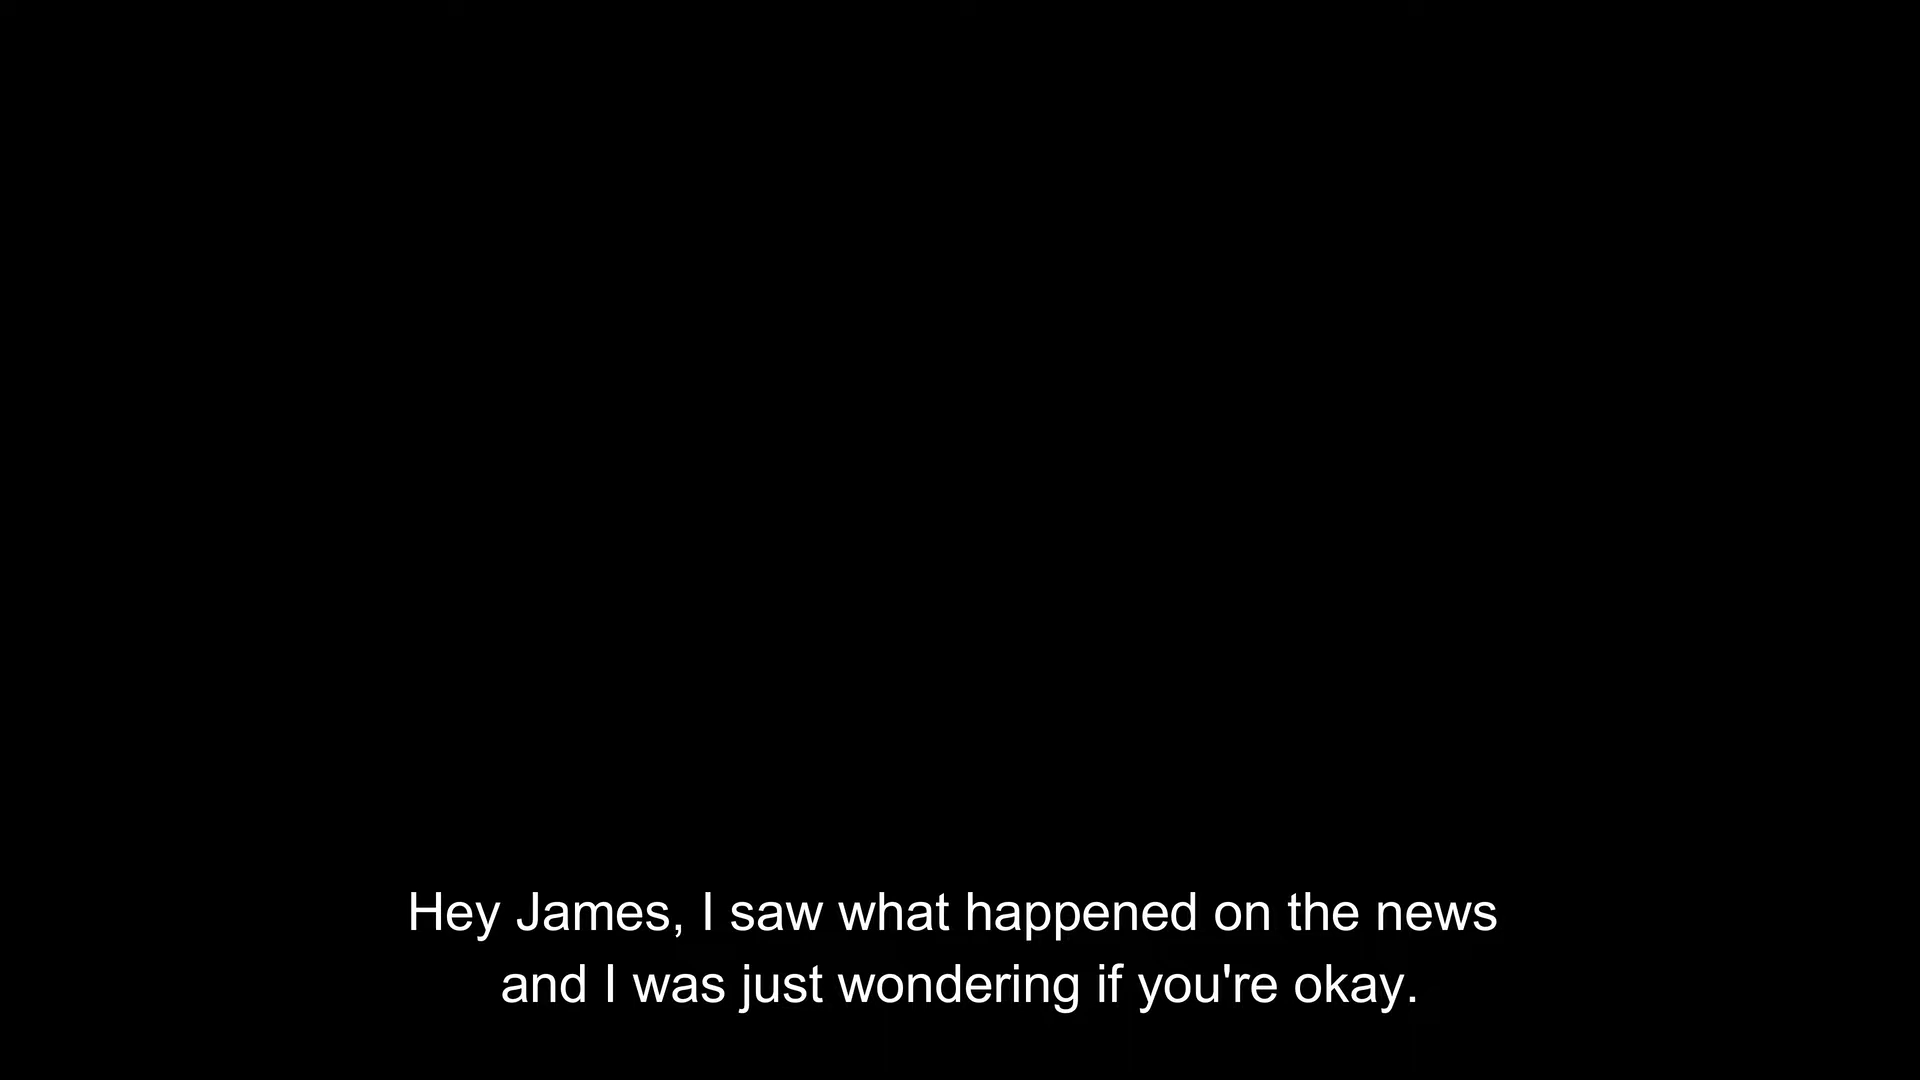 Hey James, I saw what happened on the news
and I was just wondering if you're okay.